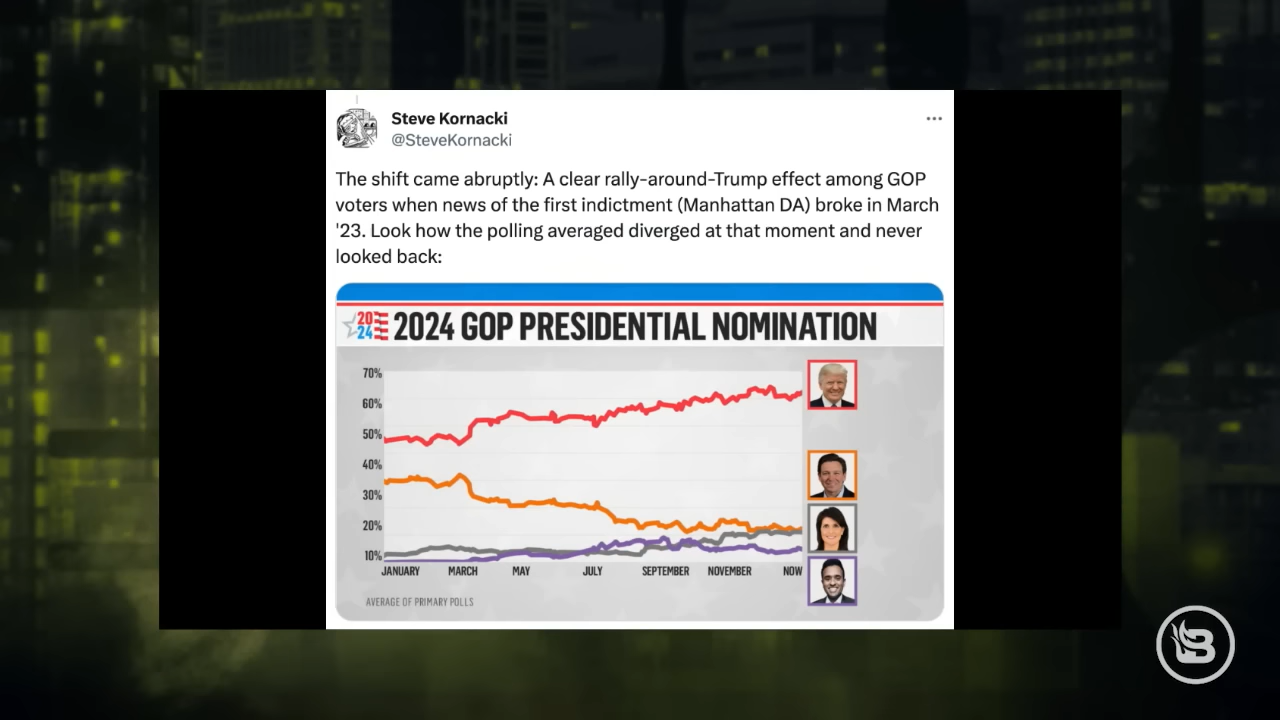 Steve Kornacki
@SteveKornacki
The shift came abruptly: A clear rally-around-Trump effect among GOP
voters when news of the first indictment (Manhattan DA) broke in March
'23. Look how the polling averaged diverged at that moment and never
looked back:
20
24
2024 GOP PRESIDENTIAL NOMINATION
70%
60%
50%
40%
30%
20%
10%
JANUARY MARCH MAY JULY SEPTEMBER NOVEMBER NOW
AVERAGE OF PRIMARY POLLS
B